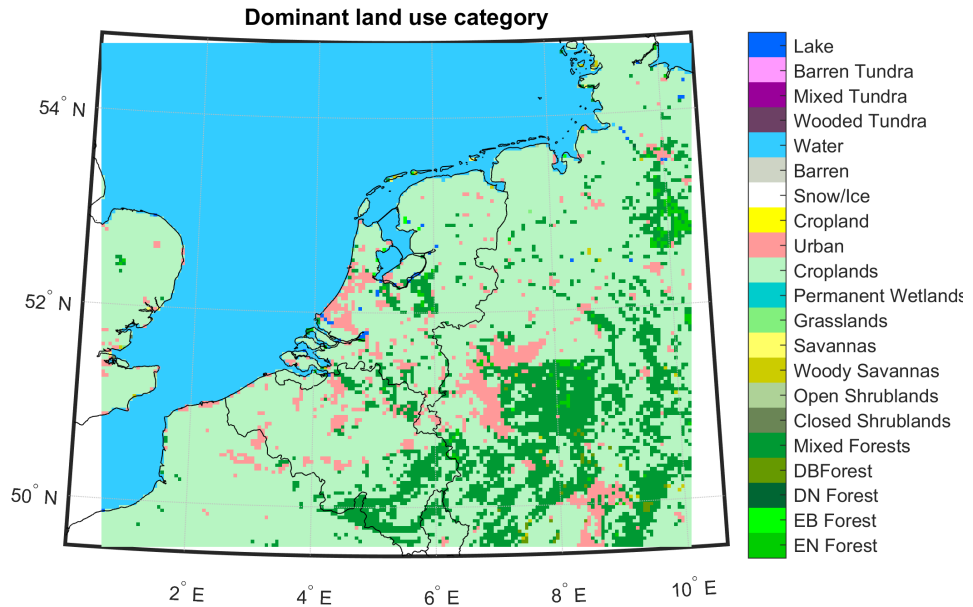 Dominant land use category
54° N
52° N
50° N
2° E
4° E
6° E
8° E
10° E
Lake
Barren Tundra
Mixed Tundra
Wooded Tundra
Water
Barren
Snow/Ice
Cropland
Urban
Croplands
Permanent Wetlands
Grasslands
Savannas
Woody Savannas
Open Shrublands
Closed Shrublands
Mixed Forests
DBForest
DN Forest
EB Forest
EN Forest